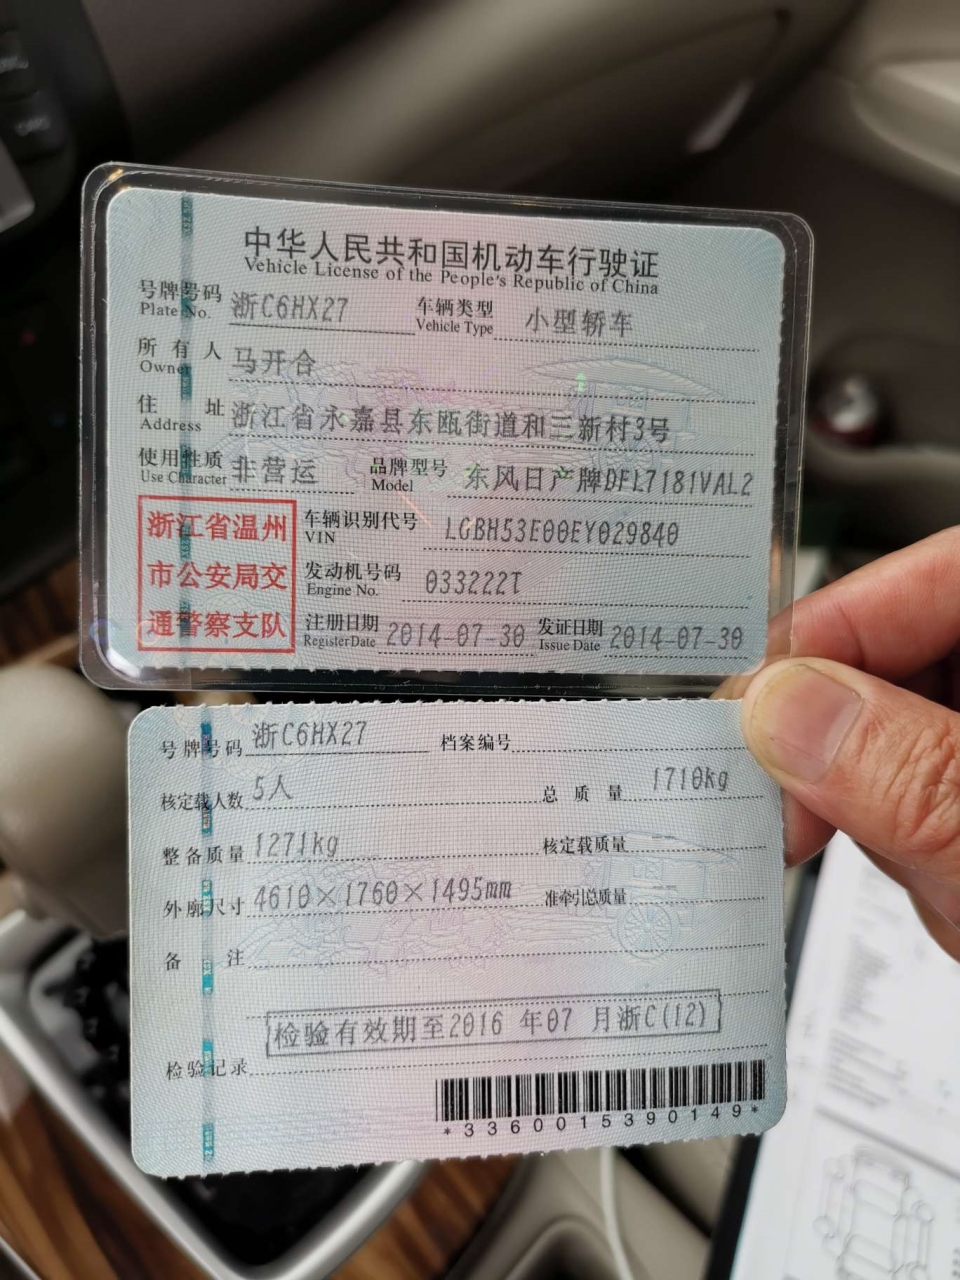 中华人民共和国机动车行驶证
Vehicle License of the People's Republic of China
号牌号码 浙C6HX27 车辆类型 小型轿车
Plate No. Vehicle Type
所有人 马开合
Owner
住址 浙江省永嘉县东瓯街道和三新村3号
Address
使用性质 非营运 品牌型号 东风日产牌DFL7181VAL2
Use Character Model
浙江省温州
市公安局交
通警察支队
车辆识别代号 LGBH53E00EY029840
VIN
发动机号码 033222T
Engine No.
注册日期 2014-07-30 发证日期 2014-07-30
Register Date Issue Date
号牌号码 浙C6HX27 档案编号
核定载人数 5人 总质量 1710kg
整备质量 1271kg 核定载质量
外廓尺寸 4610×1760×1495mm 准牵引总质量
备注
检验有效期至2016 年07 月浙C(12)
检验记录
*3360015390149*